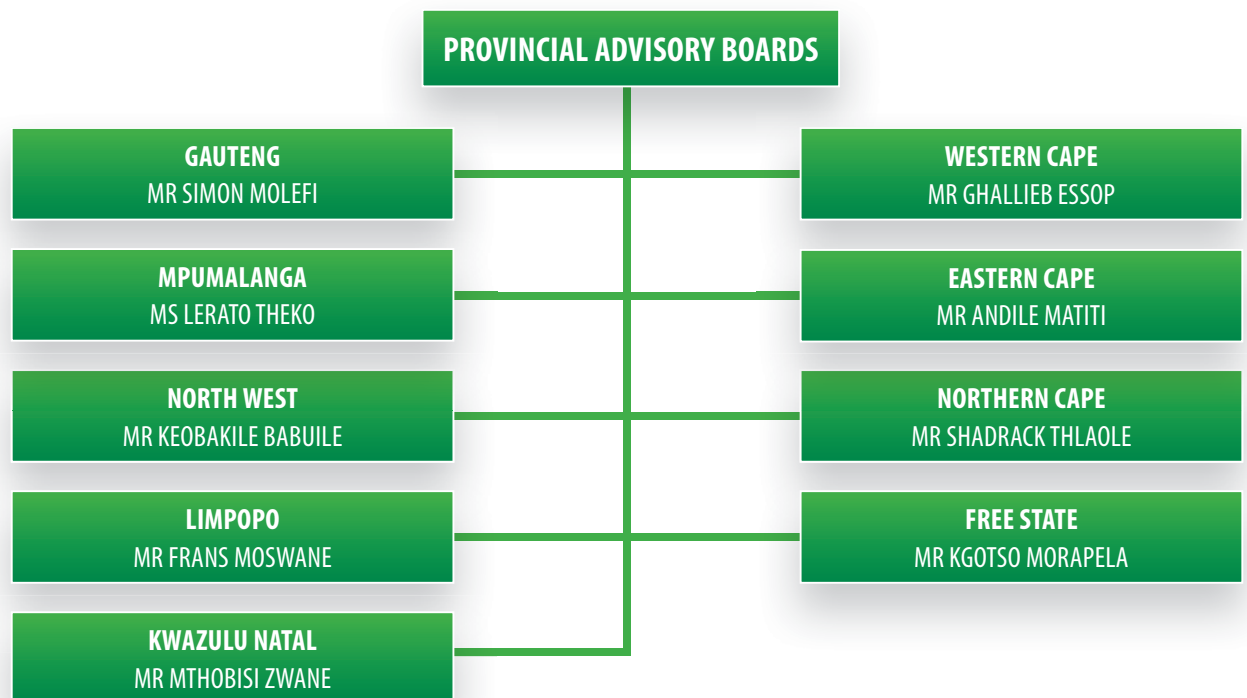 PROVINCIAL ADVISORY BOARDS
GAUTENG
MR SIMON MOLEFI
WESTERN CAPE
MR GHALLIEB ESSOP
MPUMALANGA
MS LERATO THEKO
EASTERN CAPE
MR ANDILE MATITI
NORTH WEST
MR KEOBAKILE BABUILE
NORTHERN CAPE
MR SHADRACK THLAOLE
LIMPOPO
MR FRANS MOSWANE
FREE STATE
MR KGOTSO MORAPELA
KWAZULU NATAL
MR MTHOBISI ZWANE